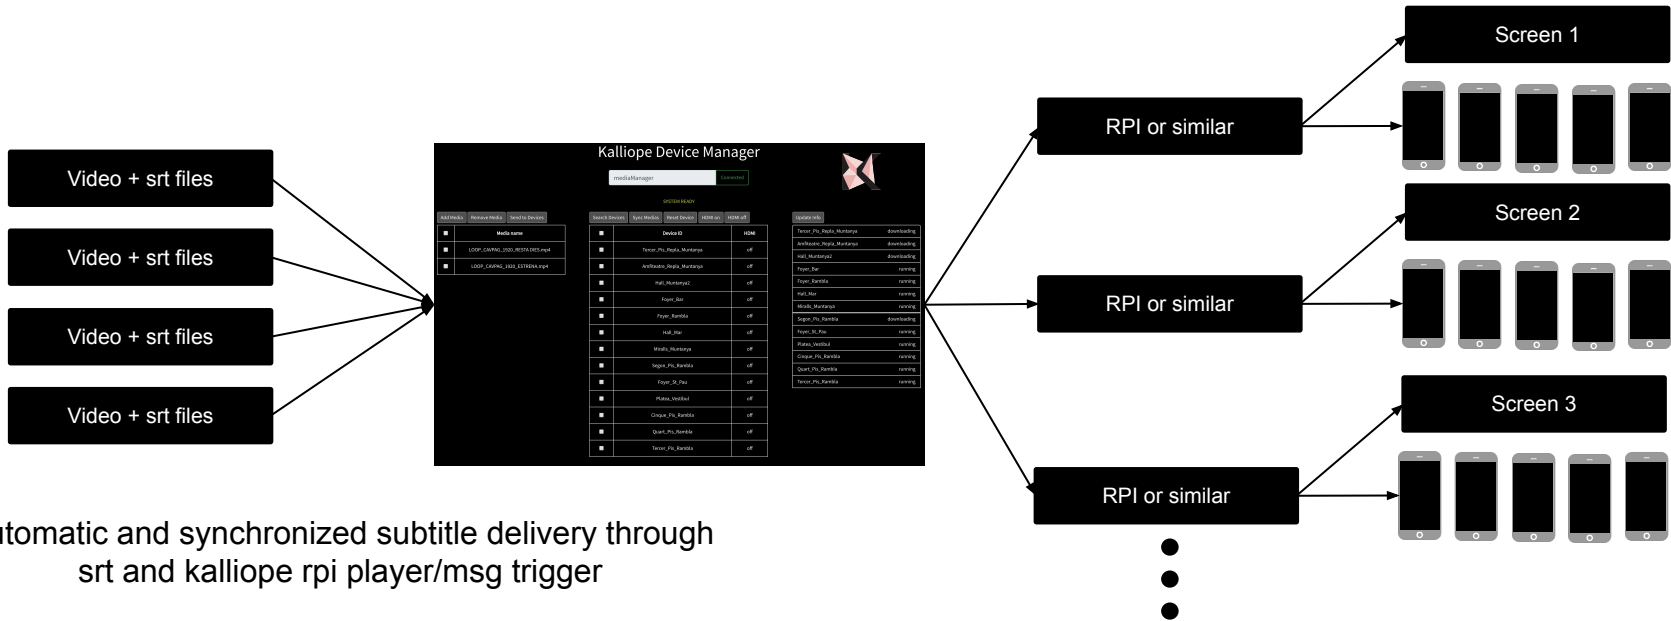 Video + srt files
Video + srt files
Video + srt files
Video + srt files
Kalliope Device Manager
mediaManager Connected
SYSTEM READY
Add Media Remove Media Send to Devices
Media name
LOOP_CAVPAG_1920_RESTA DIES.mp4
LOOP_CAVPAG_1920_ESTRENA.mp4
Search Devices Sync Medias Reset Device HDMI on HDMI off
Device ID HDMI
Tercer_Pis_Repla_Muntanya off
Amfiteatre_Repla_Muntanya off
Hall_Muntanya2 off
Foyer_Bar off
Foyer_Rambla off
Hall_Mar off
Miralls_Muntanya off
Segon_Pis_Rambla off
Foyer_St_Pau off
Platea_Vestibul off
Cinque_Pis_Rambla off
Quart_Pis_Rambla off
Tercer_Pis_Rambla off
Update Info
Tercer_Pis_Repla_Muntanya downloading
Amfiteatre_Repla_Muntanya downloading
Hall_Muntanya2 downloading
Foyer_Bar running
Foyer_Rambla running
Hall_Mar running
Miralls_Muntanya running
Segon_Pis_Rambla downloading
Foyer_St_Pau running
Platea_Vestibul running
Cinque_Pis_Rambla running
Quart_Pis_Rambla running
Tercer_Pis_Rambla running
RPI or similar
RPI or similar
RPI or similar
Screen 1
Screen 2
Screen 3
utomatic and synchronized subtitle delivery through
srt and kalliope rpi player/msg trigger